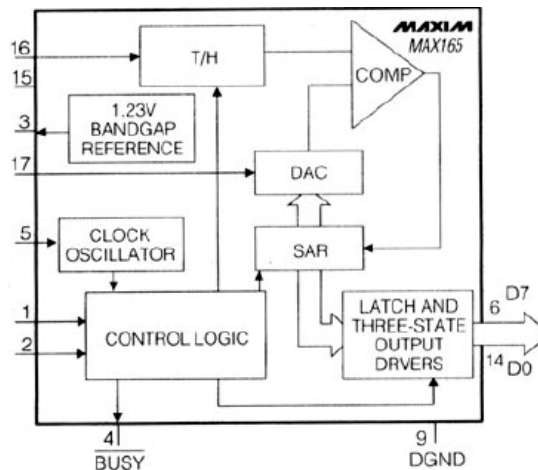 MAXIM
MAX165
16
15
T/H
COMP
3
1.23V
BANDGAP
REFERENCE
17
DAC
5
CLOCK
OSCILLATOR
SAR
1
2
CONTROL LOGIC
LATCH AND
THREE-STATE
OUTPUT
DRVERS
6
D7
14
D0
4
BUSY
9
DGND